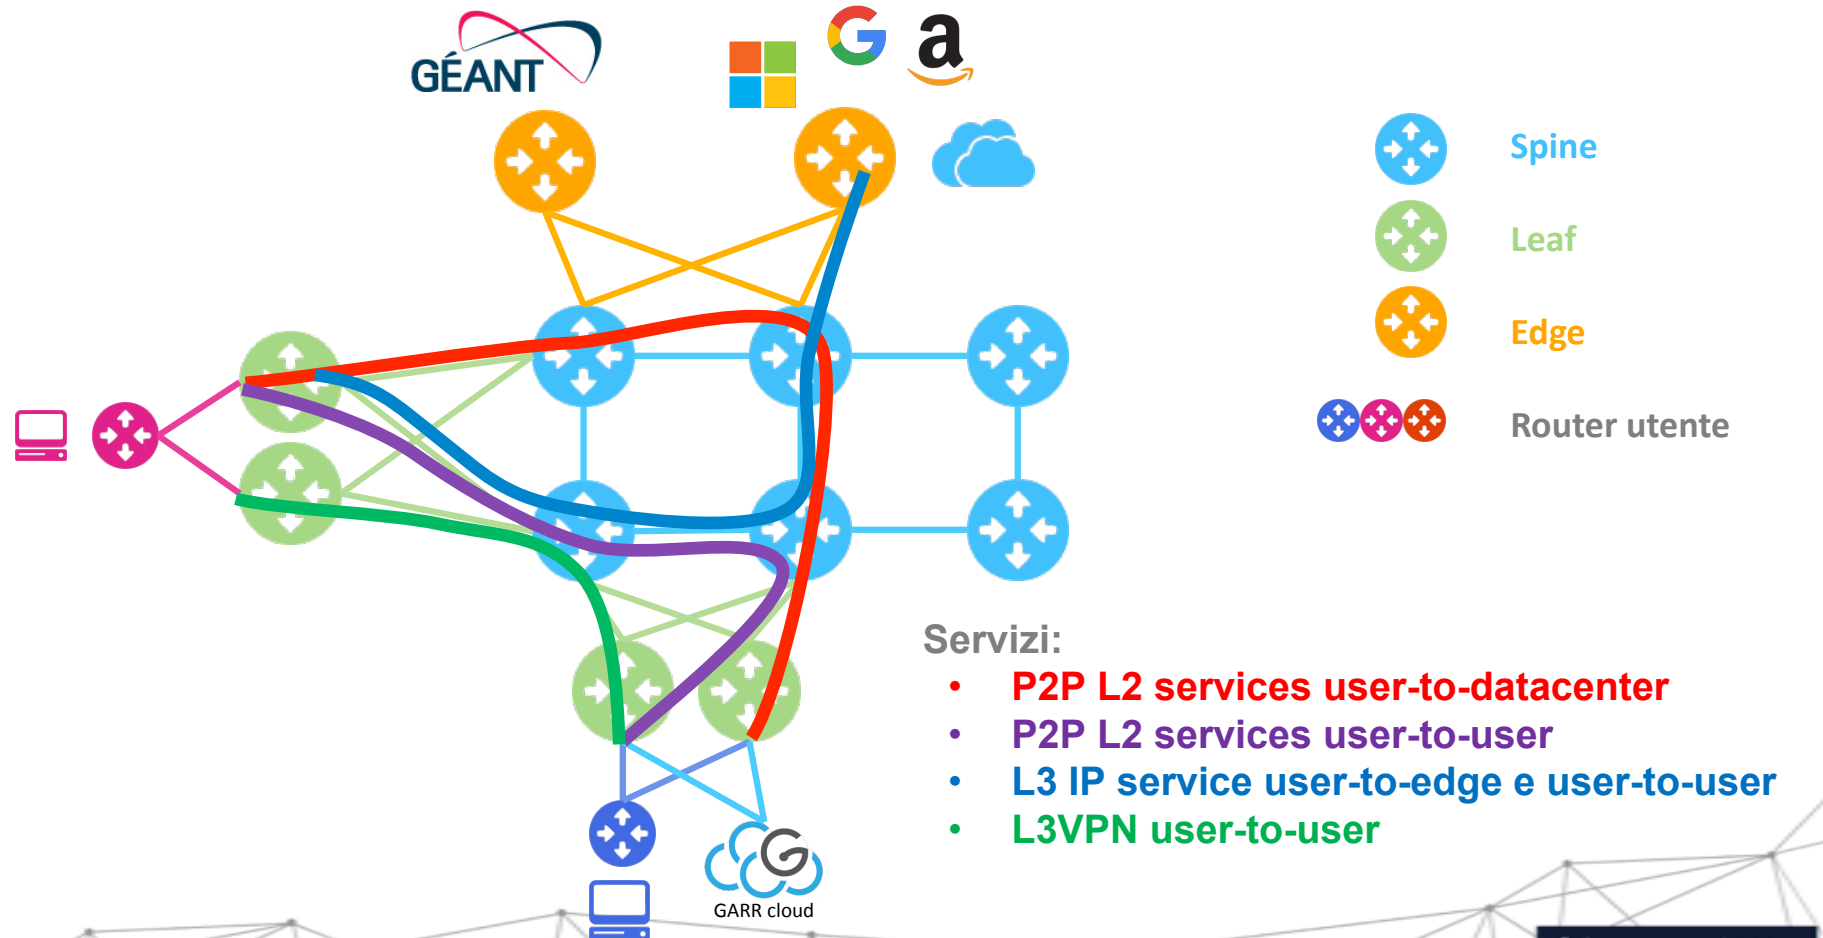 GÉANT
a
Spine
Leaf
Edge
Router utente
Servizi:
• P2P L2 services user-to-datacenter
• P2P L2 services user-to-user
• L3 IP service user-to-edge e user-to-user
• L3VPN user-to-user
GARR cloud